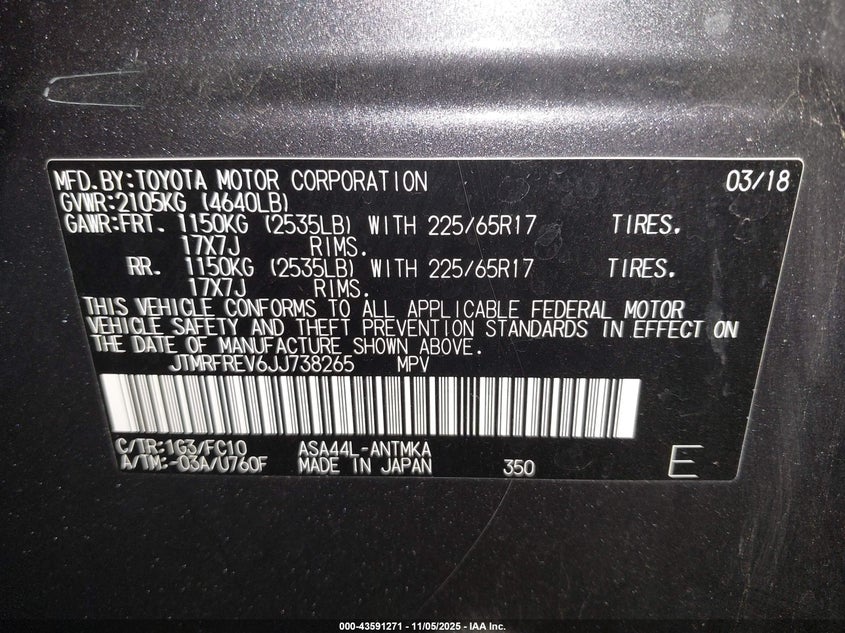 MFD.BY:TOYOTA MOTOR CORPORATION 03/18
GVWR:2105KG (4640LB)
GAWR:FRT. 1150KG (2535LB) WITH 225/65R17 TIRES.
17X7J RIMS.
RR. 1150KG (2535LB) WITH 225/65R17 TIRES.
17X7J RIMS.
THIS VEHICLE CONFORMS TO ALL APPLICABLE FEDERAL MOTOR
VEHICLE SAFETY AND THEFT PREVENTION STANDARDS IN EFFECT ON
THE DATE OF MANUFACTURE SHOWN ABOVE.
JTMRFREV6JJ738265 MPV
C/TR:1G3/FC10 ASA44L-ANTMKA
A/TM:-03A/U760F MADE IN JAPAN 350 E
000-43591271 - 11/05/2025 - IAA Inc.